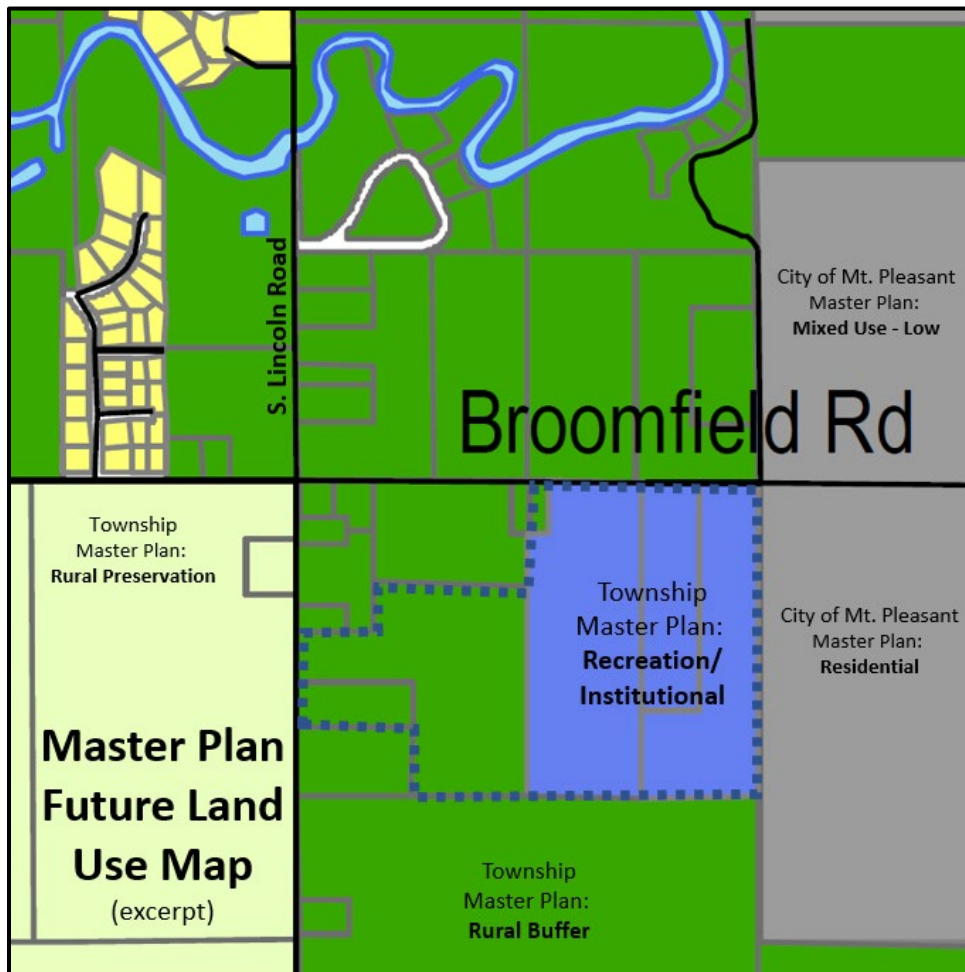 S. Lincoln Road
City of Mt. Pleasant
Master Plan:
Mixed Use - Low
Broomfield Rd
Township
Master Plan:
Rural Preservation
Township
Master Plan:
Recreation/
Institutional
City of Mt. Pleasant
Master Plan:
Residential
Master Plan
Future Land
Use Map
(excerpt)
Township
Master Plan:
Rural Buffer